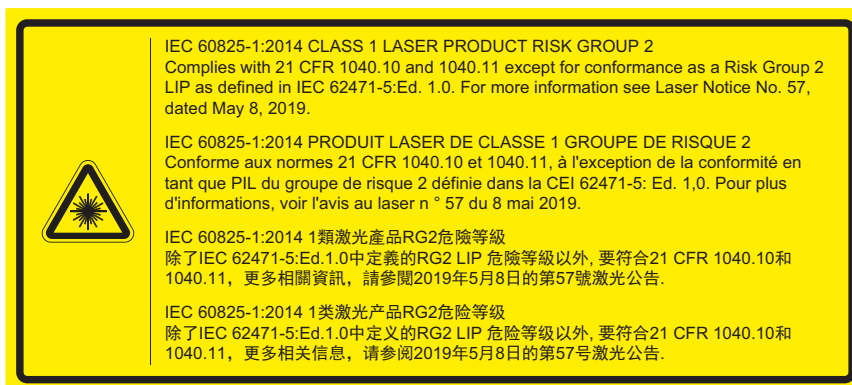 IEC 60825-1:2014 CLASS 1 LASER PRODUCT RISK GROUP 2
Complies with 21 CFR 1040.10 and 1040.11 except for conformance as a Risk Group 2
LIP as defined in IEC 62471-5:Ed. 1.0. For more information see Laser Notice No. 57,
dated May 8, 2019.
IEC 60825-1:2014 PRODUIT LASER DE CLASSE 1 GROUPE DE RISQUE 2
Conforme aux normes 21 CFR 1040.10 et 1040.11, à l'exception de la conformité en
tant que PIL du groupe de risque 2 définie dans la CEI 62471-5: Ed. 1,0. Pour plus
d'informations, voir l'avis au laser n ° 57 du 8 mai 2019.
IEC 60825-1:2014 1類激光產品RG2危險等級
除了IEC 62471-5:Ed.1.0中定義的RG2 LIP 危險等級以外, 要符合21 CFR 1040.10和
1040.11，更多相關資訊，請參閱2019年5月8日的第57號激光公告.
IEC 60825-1:2014 1类激光产品RG2危险等级
除了IEC 62471-5:Ed.1.0中定义的RG2 LIP 危险等级以外, 要符合21 CFR 1040.10和
1040.11，更多相关信息，请参阅2019年5月8日的第57号激光公告.